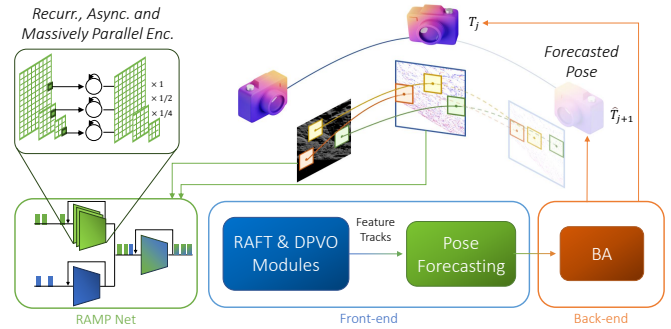 Recurr., Async. and
Massively Parallel Enc.
× 1
× 1/2
× 1/4
T_j
Forecasted
Pose
T̂_{j+1}
RAFT & DPVO
Modules
Feature
Tracks
Pose
Forecasting
BA
RAMP Net
Front-end
Back-end